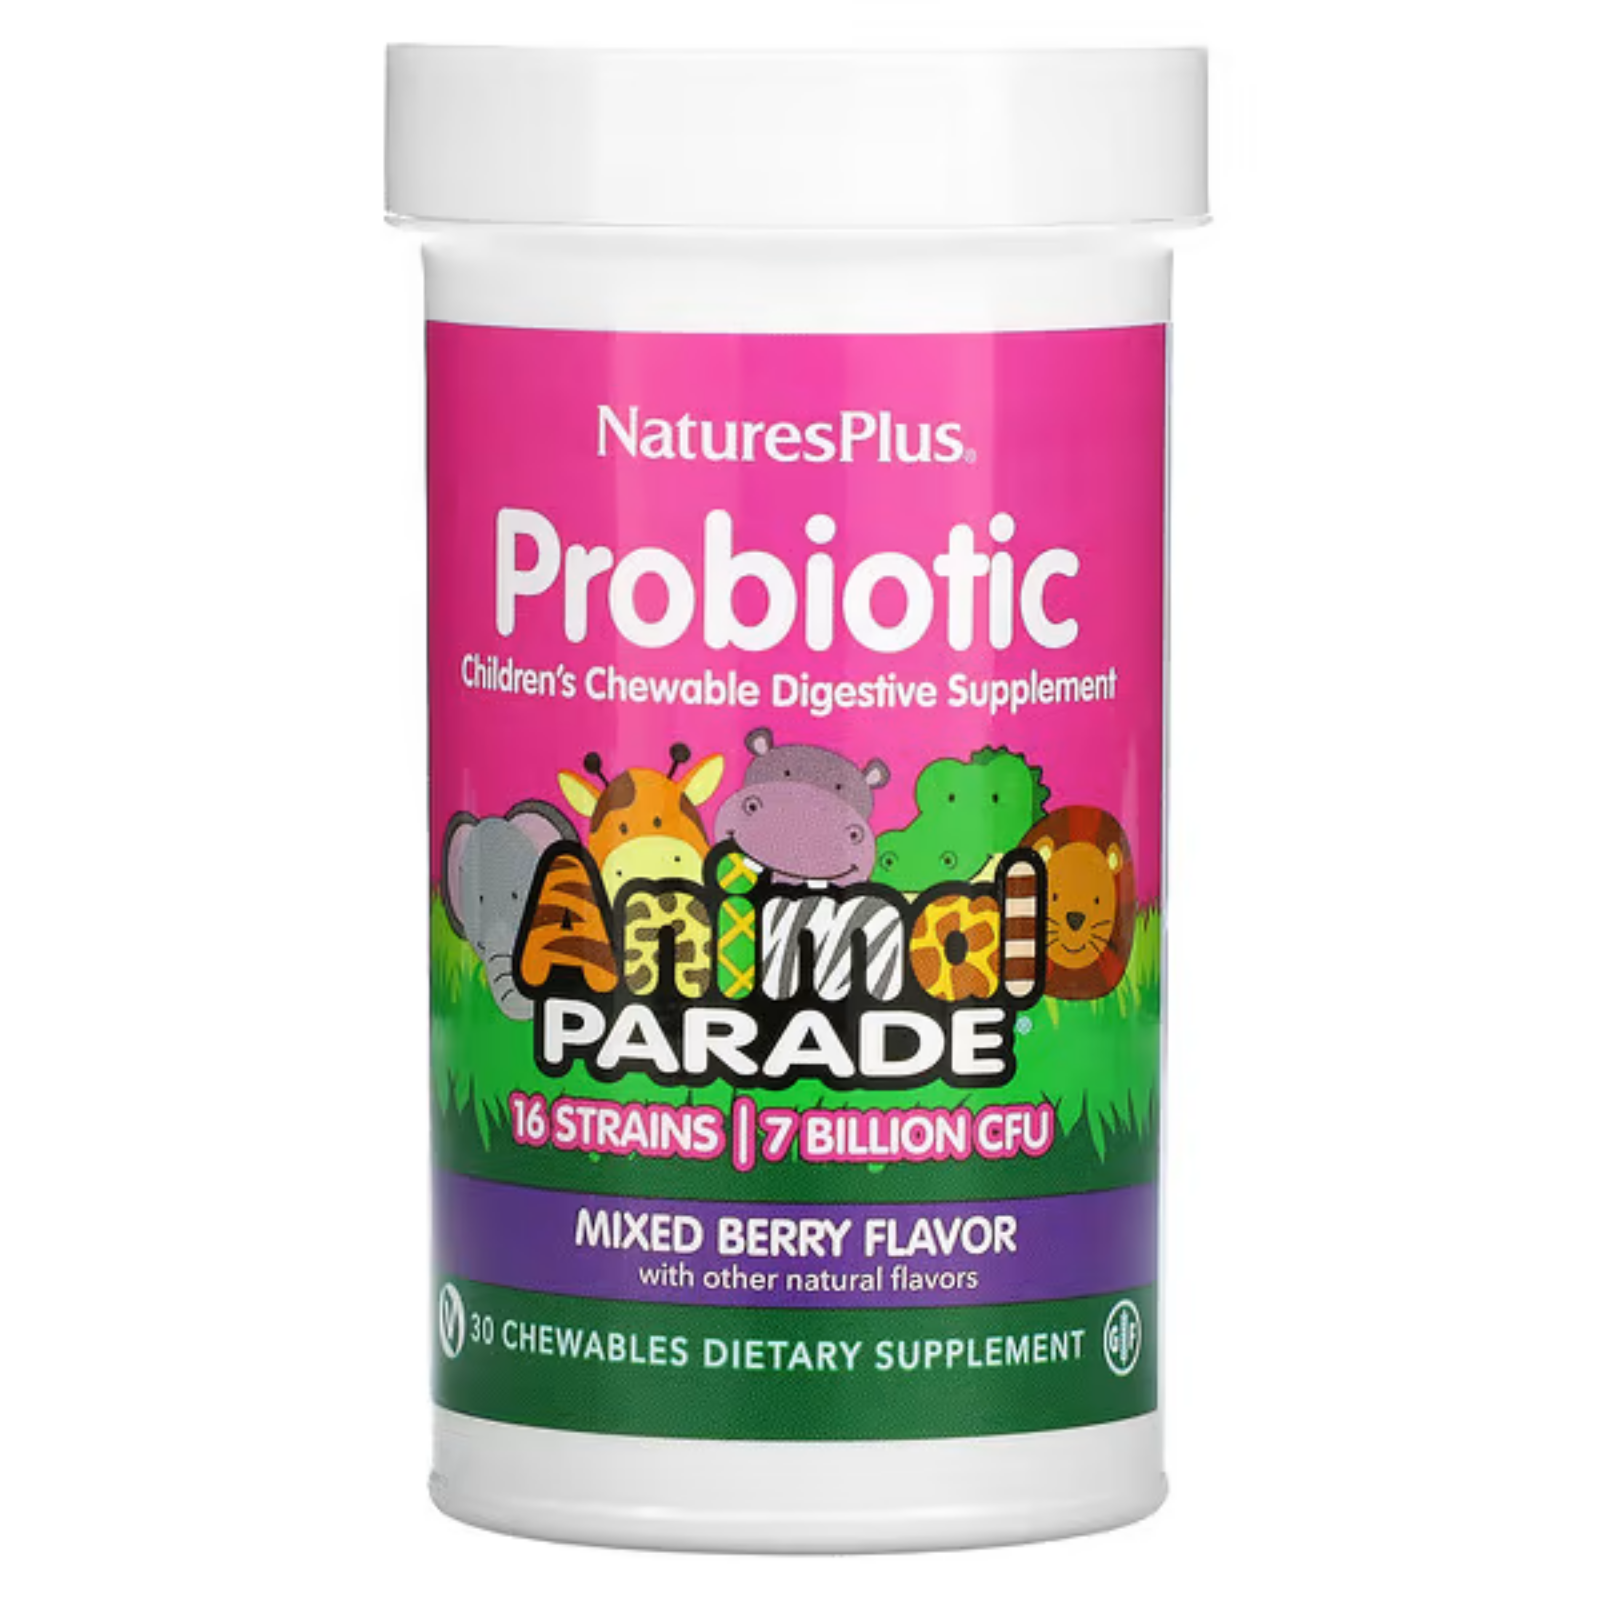 NaturesPlus®
Probiotic
Children's Chewable Digestive Supplement
Animal
PARADE®
16 STRAINS | 7 BILLION CFU
MIXED BERRY FLAVOR
with other natural flavors
V 30 CHEWABLES DIETARY SUPPLEMENT GF